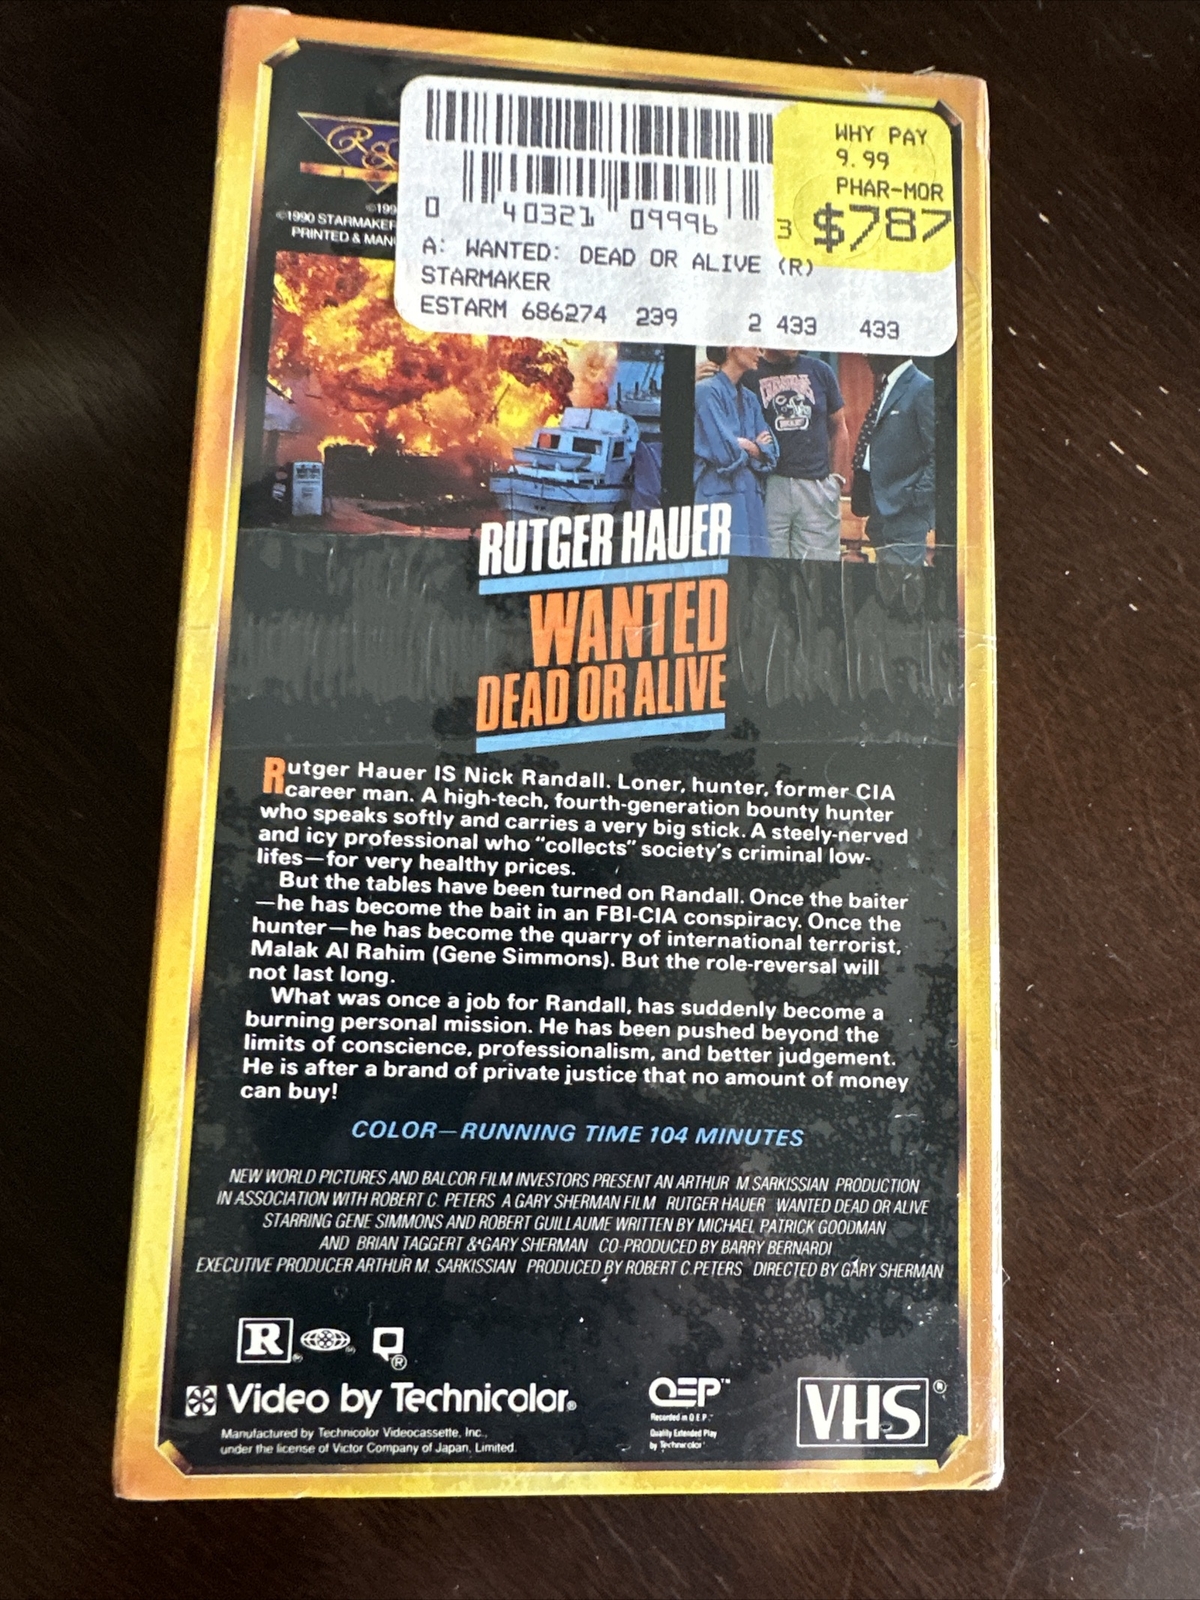 WHY PAY
9.99
PHAR-MOR
$787
0 40321 09996 3
A: WANTED: DEAD OR ALIVE (R)
STARMAKER
ESTARM 686274 239 2 433 433
©199
©1990 STARMAKER
PRINTED & MAN
RUTGER HAUER
WANTED
DEAD OR ALIVE
Rutger Hauer IS Nick Randall. Loner, hunter, former CIA
career man. A high-tech, fourth-generation bounty hunter
who speaks softly and carries a very big stick. A steely-nerved
and icy professional who "collects" society's criminal low-
lifes—for very healthy prices.
But the tables have been turned on Randall. Once the baiter
—he has become the bait in an FBI-CIA conspiracy. Once the
hunter—he has become the quarry of international terrorist,
Malak Al Rahim (Gene Simmons). But the role-reversal will
not last long.
What was once a job for Randall, has suddenly become a
burning personal mission. He has been pushed beyond the
limits of conscience, professionalism, and better judgement.
He is after a brand of private justice that no amount of money
can buy!
COLOR—RUNNING TIME 104 MINUTES
NEW WORLD PICTURES AND BALCOR FILM INVESTORS PRESENT AN ARTHUR M. SARKISSIAN PRODUCTION
IN ASSOCIATION WITH ROBERT C. PETERS A GARY SHERMAN FILM RUTGER HAUER WANTED DEAD OR ALIVE
STARRING GENE SIMMONS AND ROBERT GUILLAUME WRITTEN BY MICHAEL PATRICK GOODMAN
AND BRIAN TAGGERT & GARY SHERMAN CO-PRODUCED BY BARRY BERNARDI
EXECUTIVE PRODUCER ARTHUR M. SARKISSIAN PRODUCED BY ROBERT C. PETERS DIRECTED BY GARY SHERMAN
R ®
Video by Technicolor®
Manufactured by Technicolor Videocassette, Inc.,
under the license of Victor Company of Japan, Limited.
QEP™
Recorded in Q.E.P.™
Quality Extended Play
by Technicolor®
VHS®